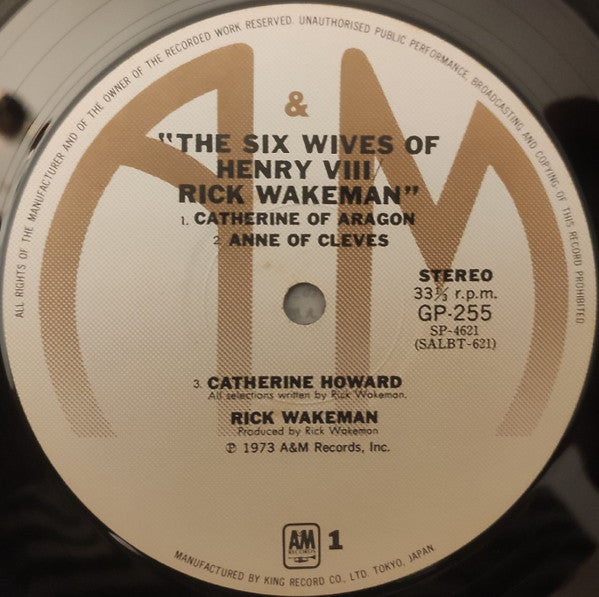 ALL RIGHTS OF THE MANUFACTURER AND OF THE OWNER OF THE RECORDED WORK RESERVED. UNAUTHORISED PUBLIC PERFORMANCE, BROADCASTING AND COPYING OF THIS RECORD PROHIBITED
A & M
"THE SIX WIVES OF
HENRY VIII
RICK WAKEMAN"
1. CATHERINE OF ARAGON
2. ANNE OF CLEVES
STEREO
33⅓ r.p.m.
GP-255
SP-4621
(SALBT-621)
3. CATHERINE HOWARD
All selections written by Rick Wakeman.
RICK WAKEMAN
Produced by Rick Wakeman
℗ 1973 A&M Records, Inc.
AM
RECORDS
1
MANUFACTURED BY KING RECORD CO., LTD. TOKYO, JAPAN